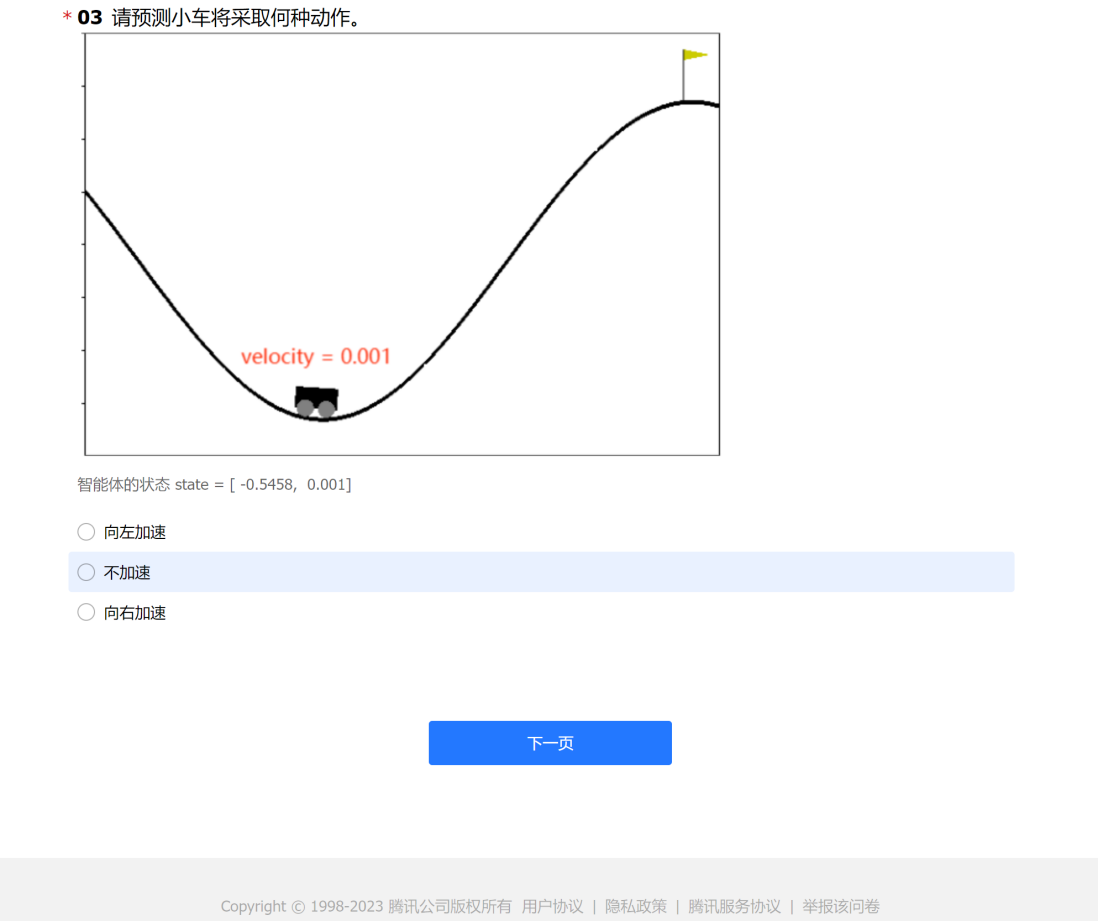 * 03 请预测小车将采取何种动作。
velocity = 0.001
智能体的状态 state = [ -0.5458, 0.001]
向左加速
不加速
向右加速
下一页
Copyright © 1998-2023 腾讯公司版权所有 用户协议 | 隐私政策 | 腾讯服务协议 | 举报该问卷